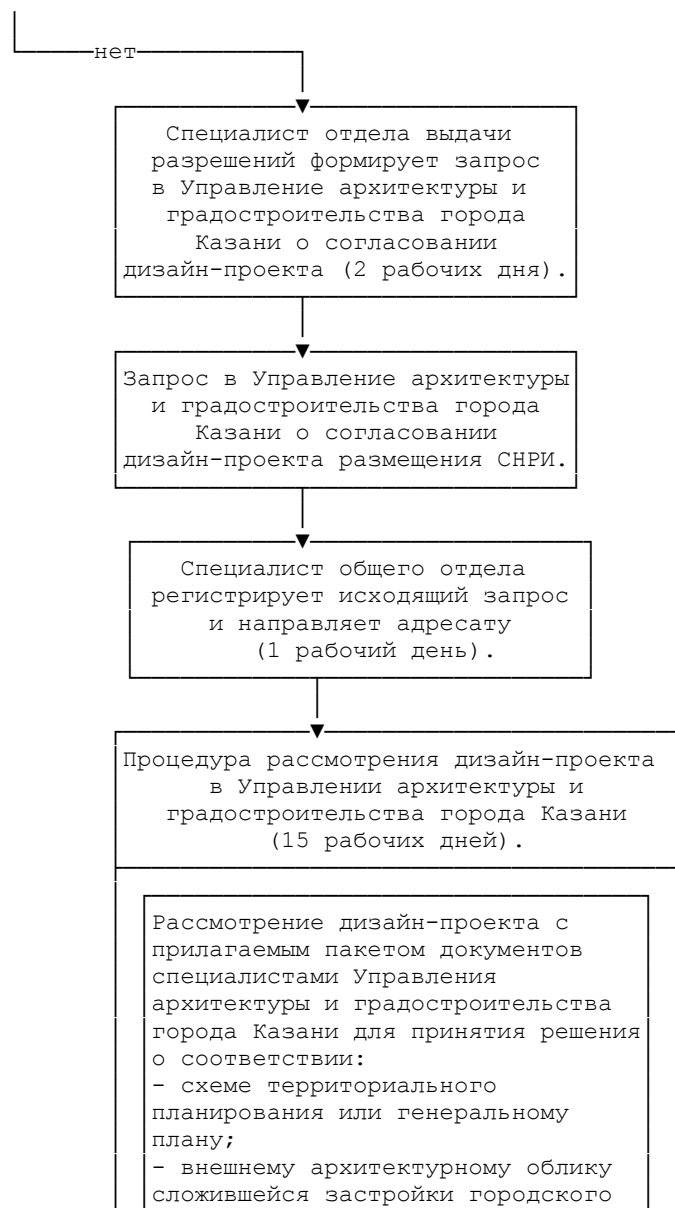 нет
Специалист отдела выдачи
разрешений формирует запрос
в Управление архитектуры и
градостроительства города
Казани о согласовании
дизайн-проекта (2 рабочих дня).
Запрос в Управление архитектуры
и градостроительства города
Казани о согласовании
дизайн-проекта размещения СНРИ.
Специалист общего отдела
регистрирует исходящий запрос
и направляет адресату
(1 рабочий день).
Процедура рассмотрения дизайн-проекта
в Управлении архитектуры и
градостроительства города Казани
(15 рабочих дней).
Рассмотрение дизайн-проекта с
прилагаемым пакетом документов
специалистами Управления
архитектуры и градостроительства
города Казани для принятия решения
о соответствии:
- схеме территориального
планирования или генеральному
плану;
- внешнему архитектурному облику
сложившейся застройки городского